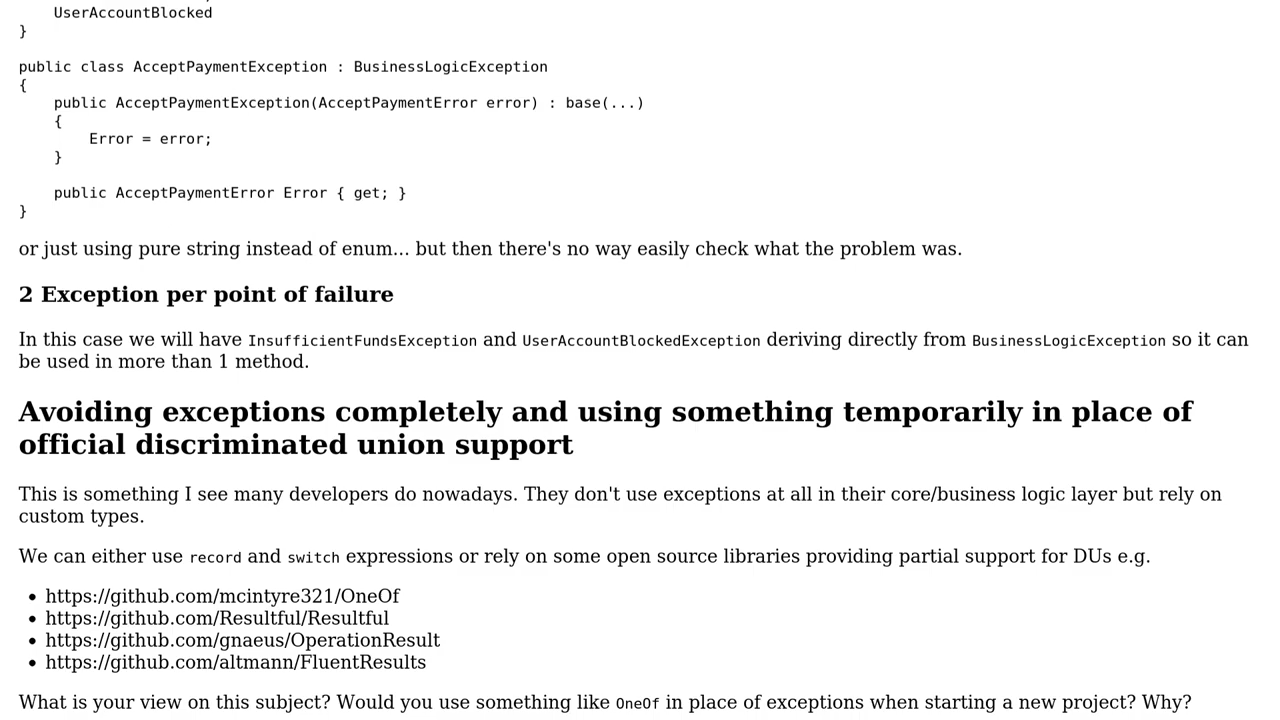 UserAccountBlocked
}
public class AcceptPaymentException : BusinessLogicException
{
    public AcceptPaymentException(AcceptPaymentError error) : base(...)
    {
        Error = error;
    }
    public AcceptPaymentError Error { get; }
}
or just using pure string instead of enum... but then there's no way easily check what the problem was.
2 Exception per point of failure
In this case we will have InsufficientFundsException and UserAccountBlockedException deriving directly from BusinessLogicException so it can
be used in more than 1 method.
Avoiding exceptions completely and using something temporarily in place of
official discriminated union support
This is something I see many developers do nowadays. They don't use exceptions at all in their core/business logic layer but rely on
custom types.
We can either use record and switch expressions or rely on some open source libraries providing partial support for DUs e.g.
• https://github.com/mcintyre321/OneOf
• https://github.com/Resultful/Resultful
• https://github.com/gnaeus/OperationResult
• https://github.com/altmann/FluentResults
What is your view on this subject? Would you use something like OneOf in place of exceptions when starting a new project? Why?